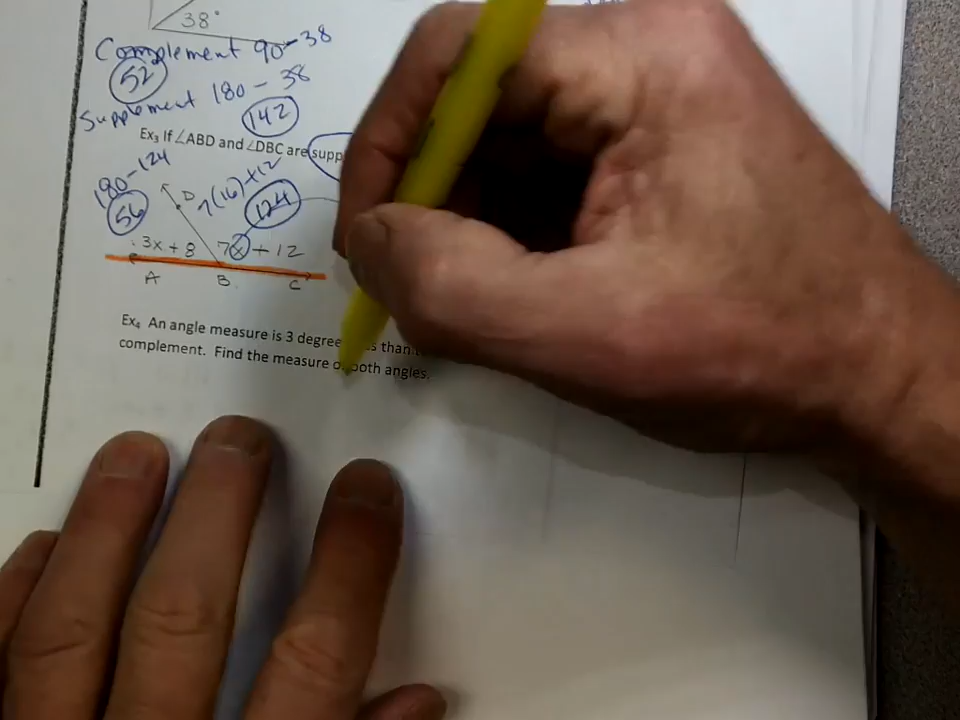 38°
Complement 90-38
52
Supplement 180-38
142
Ex3 If ∠ABD and ∠DBC are supp
180-124
56
D 7(16)+12
124
3x+8 7x+12
A B C
Ex4 An angle measure is 3 degree than
complement. Find the measure both angles.